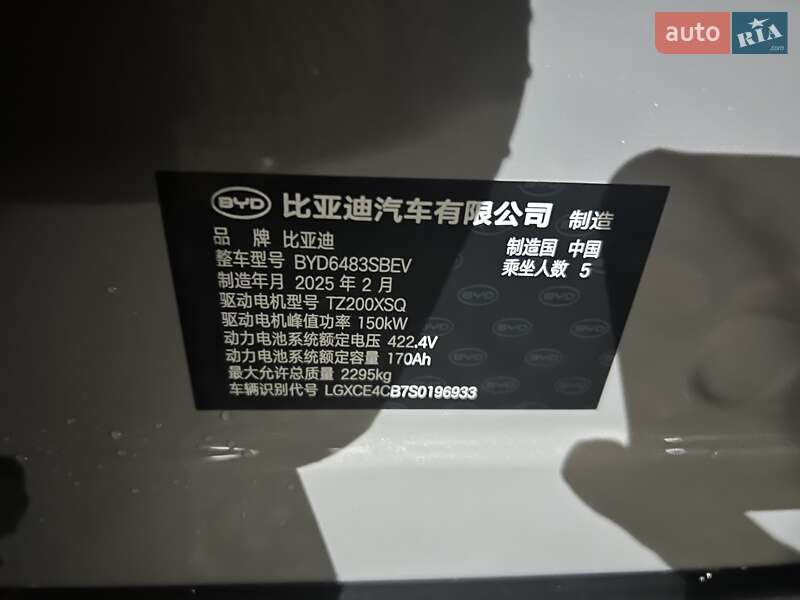 auto RIA.com
BYD 比亚迪汽车有限公司 制造
品 牌 比亚迪
制造国 中国
整车型号 BYD6483SBEV
乘坐人数 5
制造年月 2025 年 2 月
驱动电机型号 TZ200XSQ
驱动电机峰值功率 150kW
动力电池系统额定电压 422.4V
动力电池系统额定容量 170Ah
最大允许总质量 2295kg
车辆识别代号 LGXCE4CB7S0196933